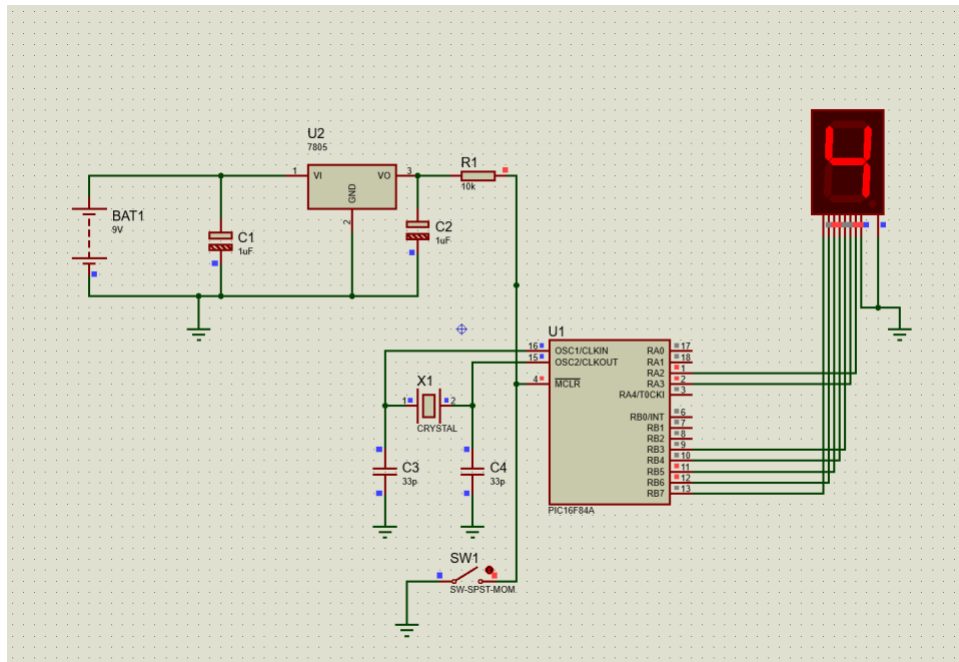 U2
7805
1
VI
VO
3
GND
2
R1
10k
BAT1
9V
C1
1uF
C2
1uF
4
U1
16
OSC1/CLKIN
15
OSC2/CLKOUT
4
MCLR
RA0
17
RA1
18
RA2
1
RA3
2
RA4/T0CKI
3
RB0/INT
6
RB1
7
RB2
8
RB3
9
RB4
10
RB5
11
RB6
12
RB7
13
PIC16F84A
X1
1
2
CRYSTAL
C3
33p
C4
33p
SW1
SW-SPST-MOM